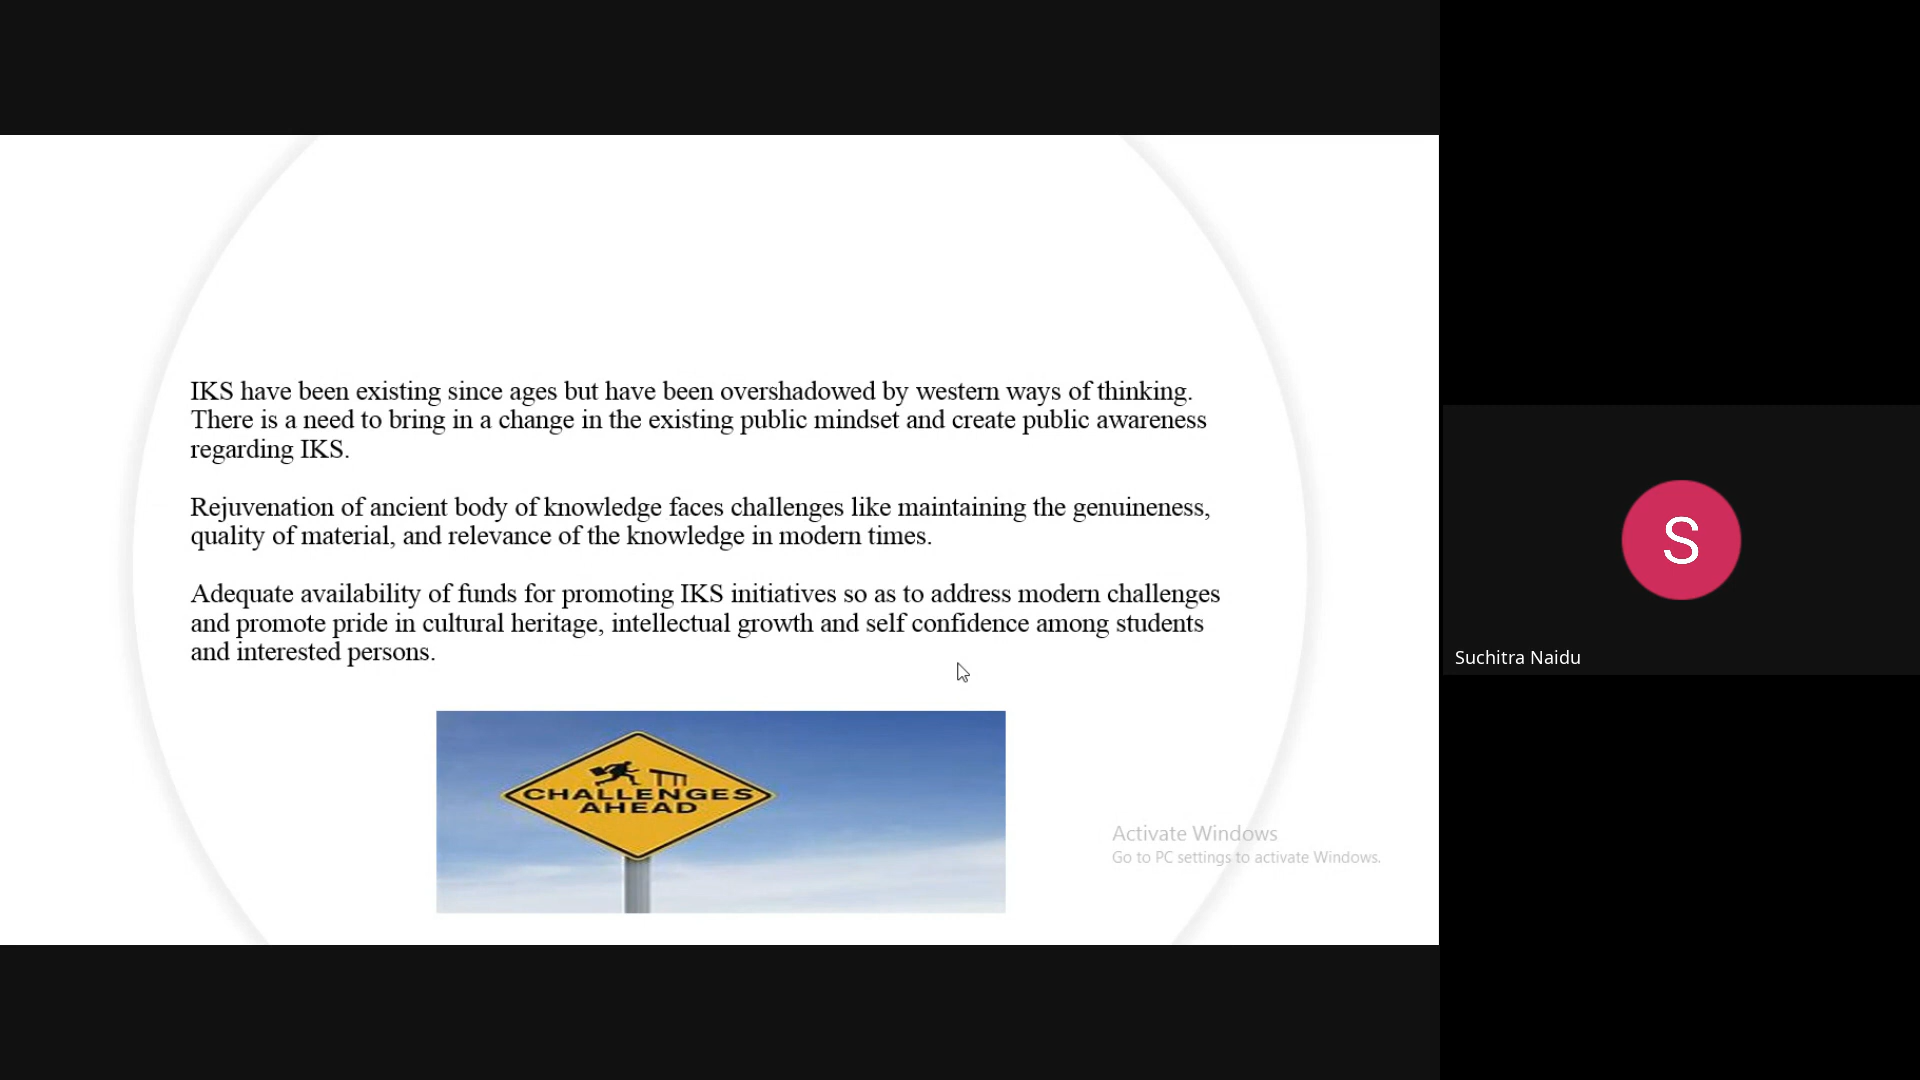 IKS have been existing since ages but have been overshadowed by western ways of thinking.
There is a need to bring in a change in the existing public mindset and create public awareness
regarding IKS.
Rejuvenation of ancient body of knowledge faces challenges like maintaining the genuineness,
quality of material, and relevance of the knowledge in modern times.
Adequate availability of funds for promoting IKS initiatives so as to address modern challenges
and promote pride in cultural heritage, intellectual growth and self confidence among students
and interested persons.
CHALLENGES
AHEAD
Activate Windows
Go to PC settings to activate Windows.
S
Suchitra Naidu